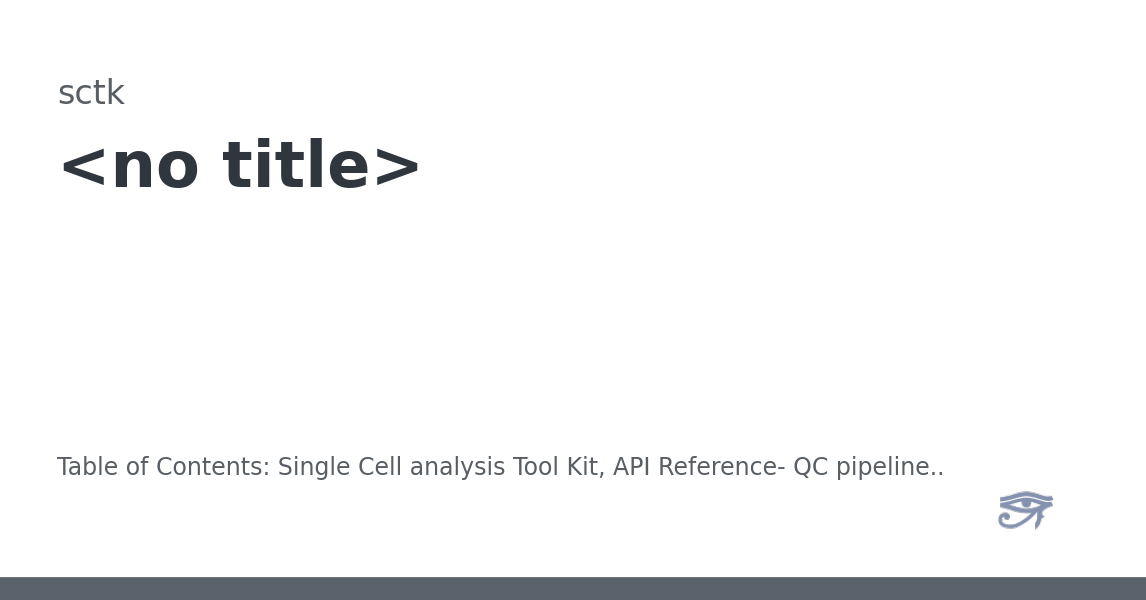 sctk
<no title>
Table of Contents: Single Cell analysis Tool Kit, API Reference- QC pipeline..